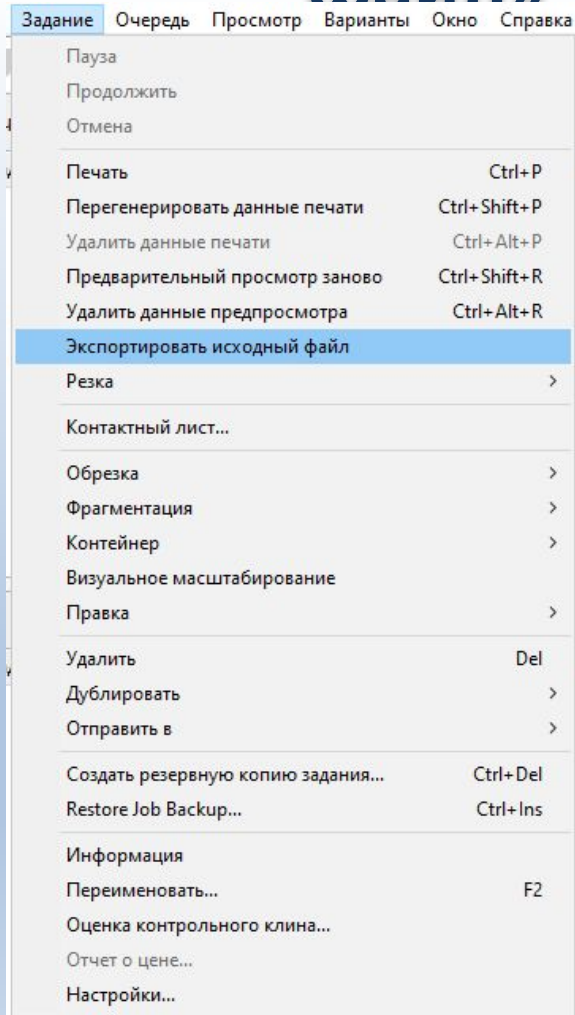 Задание Очередь Просмотр Варианты Окно Справка
Пауза
Продолжить
Отмена
Печать Ctrl+P
Перегенерировать данные печати Ctrl+Shift+P
Удалить данные печати Ctrl+Alt+P
Предварительный просмотр заново Ctrl+Shift+R
Удалить данные предпросмотра Ctrl+Alt+R
Экспортировать исходный файл
Резка >
Контактный лист...
Обрезка >
Фрагментация >
Контейнер >
Визуальное масштабирование
Правка >
Удалить Del
Дублировать >
Отправить в >
Создать резервную копию задания... Ctrl+Del
Restore Job Backup... Ctrl+Ins
Информация
Переименовать... F2
Оценка контрольного клина...
Отчет о цене...
Настройки...